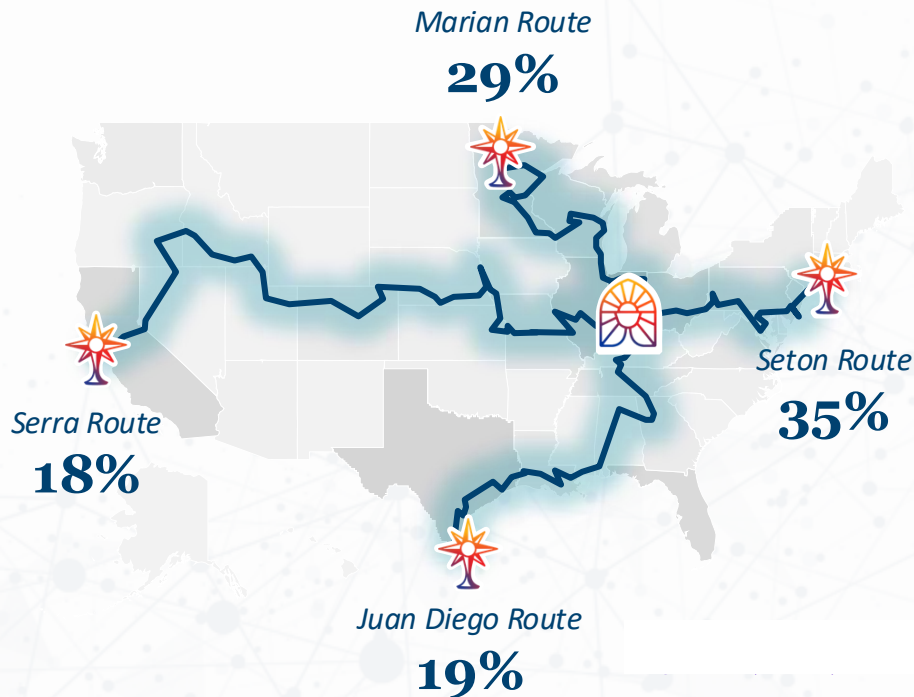 Marian Route
29%
Seton Route
35%
Serra Route
18%
Juan Diego Route
19%